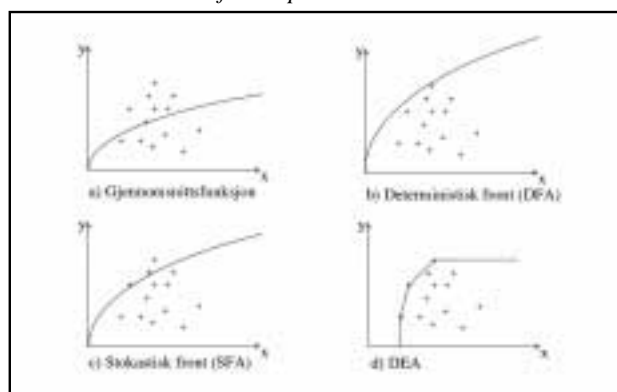 y
x
a) Gjennomsnittsfunksjon
y
x
b) Deterministisk front (DFA)
y
x
c) Stokastisk front (SFA)
y
x
d) DEA